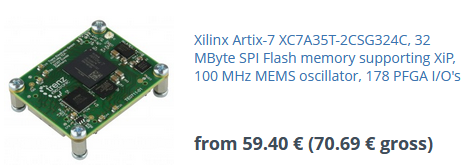 Xilinx Artix-7 XC7A35T-2CSG324C, 32
MByte SPI Flash memory supporting XiP,
100 MHz MEMS oscillator, 178 PFGA I/O's
from 59.40 € (70.69 € gross)
trenz